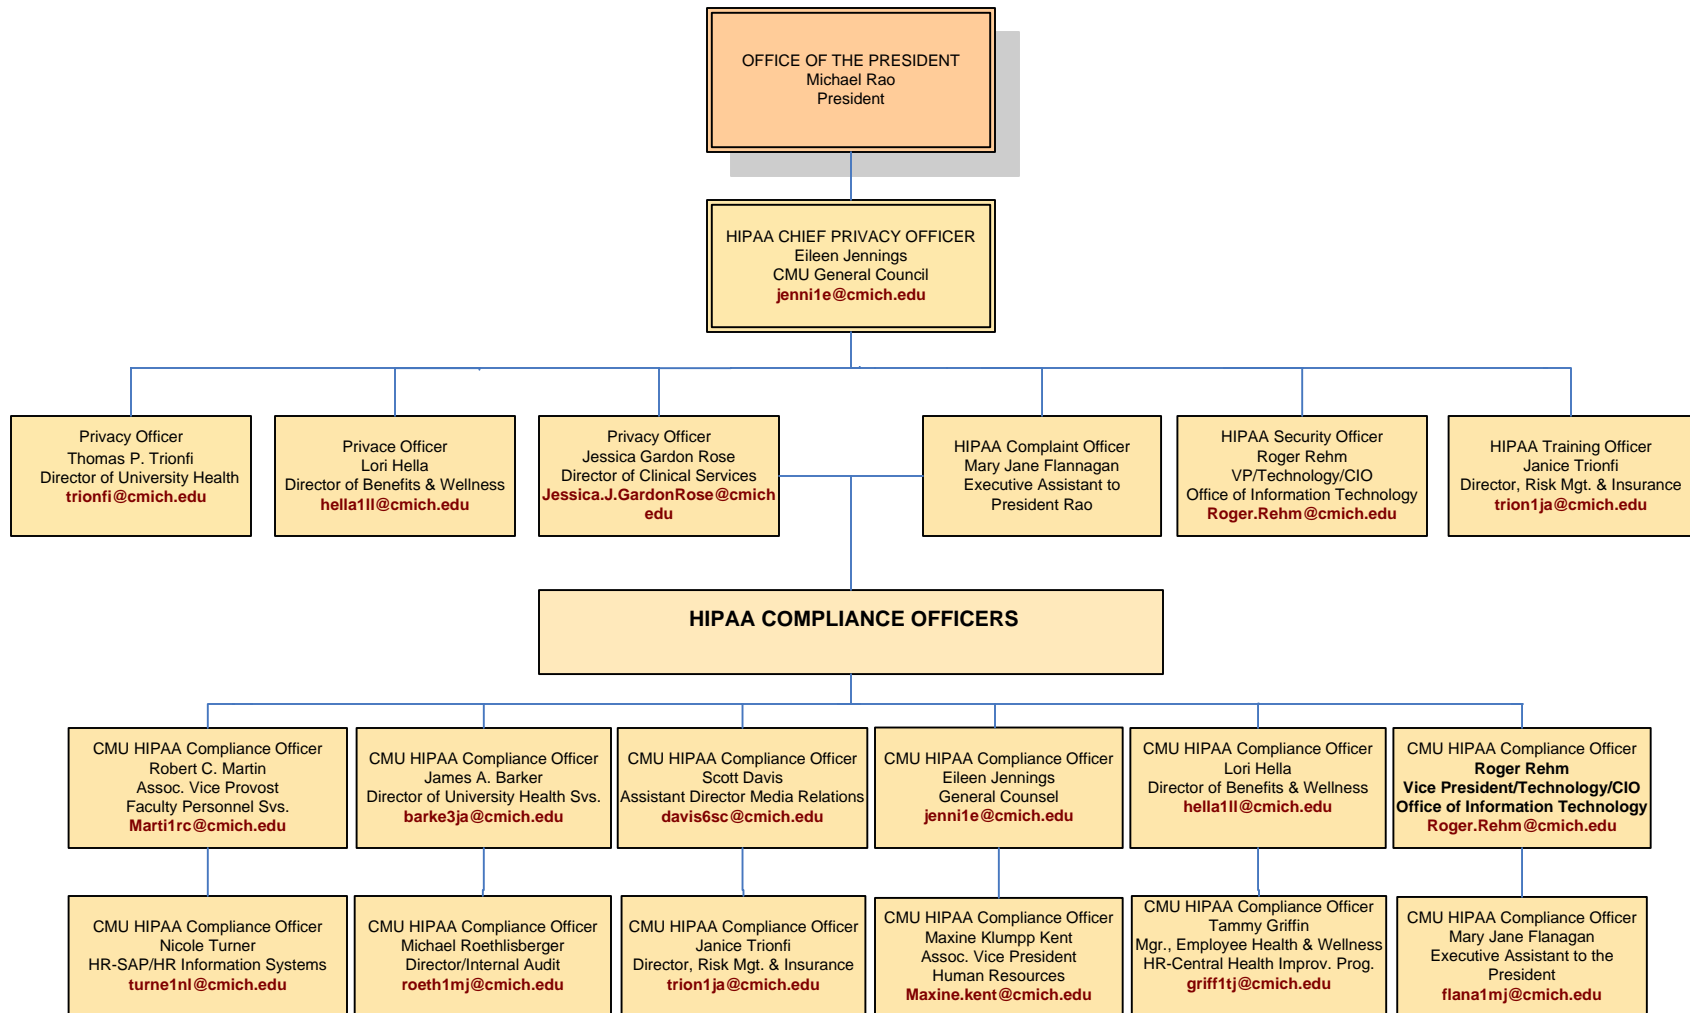 OFFICE OF THE PRESIDENT
Michael Rao
President
HIPAA CHIEF PRIVACY OFFICER
Eileen Jennings
CMU General Council
jenni1e@cmich.edu
Privacy Officer
Thomas P. Trionfi
Director of University Health
trionfi@cmich.edu
Privace Officer
Lori Hella
Director of Benefits & Wellness
hella1ll@cmich.edu
Privacy Officer
Jessica Gardon Rose
Director of Clinical Services
Jessica.J.GardonRose@cmich
edu
HIPAA Complaint Officer
Mary Jane Flannagan
Executive Assistant to
President Rao
HIPAA Security Officer
Roger Rehm
VP/Technology/CIO
Office of Information Technology
Roger.Rehm@cmich.edu
HIPAA Training Officer
Janice Trionfi
Director, Risk Mgt. & Insurance
trion1ja@cmich.edu
HIPAA COMPLIANCE OFFICERS
CMU HIPAA Compliance Officer
Robert C. Martin
Assoc. Vice Provost
Faculty Personnel Svs.
Marti1rc@cmich.edu
CMU HIPAA Compliance Officer
James A. Barker
Director of University Health Svs.
barke3ja@cmich.edu
CMU HIPAA Compliance Officer
Scott Davis
Assistant Director Media Relations
davis6sc@cmich.edu
CMU HIPAA Compliance Officer
Eileen Jennings
General Counsel
jenni1e@cmich.edu
CMU HIPAA Compliance Officer
Lori Hella
Director of Benefits & Wellness
hella1ll@cmich.edu
CMU HIPAA Compliance Officer
Roger Rehm
Vice President/Technology/CIO
Office of Information Technology
Roger.Rehm@cmich.edu
CMU HIPAA Compliance Officer
Nicole Turner
HR-SAP/HR Information Systems
turne1nl@cmich.edu
CMU HIPAA Compliance Officer
Michael Roethlisberger
Director/Internal Audit
roeth1mj@cmich.edu
CMU HIPAA Compliance Officer
Janice Trionfi
Director, Risk Mgt. & Insurance
trion1ja@cmich.edu
CMU HIPAA Compliance Officer
Maxine Klumpp Kent
Assoc. Vice President
Human Resources
Maxine.kent@cmich.edu
CMU HIPAA Compliance Officer
Tammy Griffin
Mgr., Employee Health & Wellness
HR-Central Health Improv. Prog.
griff1tj@cmich.edu
CMU HIPAA Compliance Officer
Mary Jane Flanagan
Executive Assistant to the
President
flana1mj@cmich.edu